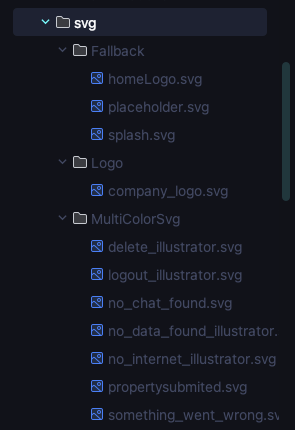 svg
Fallback
homeLogo.svg
placeholder.svg
splash.svg
Logo
company_logo.svg
MultiColorSvg
delete_illustrator.svg
logout_illustrator.svg
no_chat_found.svg
no_data_found_illustrator.
no_internet_illustrator.svg
propertysubmited.svg
something_went_wrong.sv